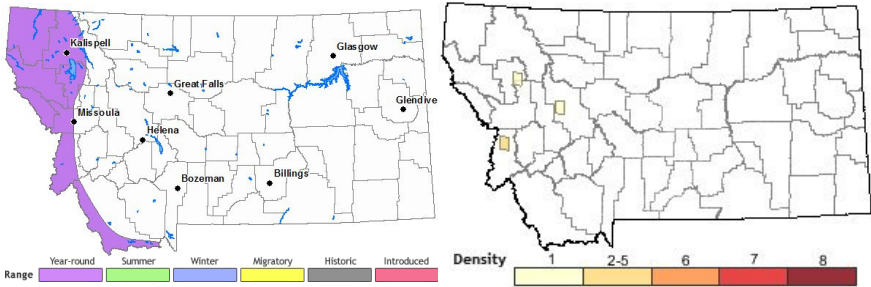 Kalispell
Glasgow
Great Falls
Glendive
Missoula
Helena
Bozeman
Billings
Year-round Summer Winter Migratory Historic Introduced
Range
Density
1 2-5 6 7 8